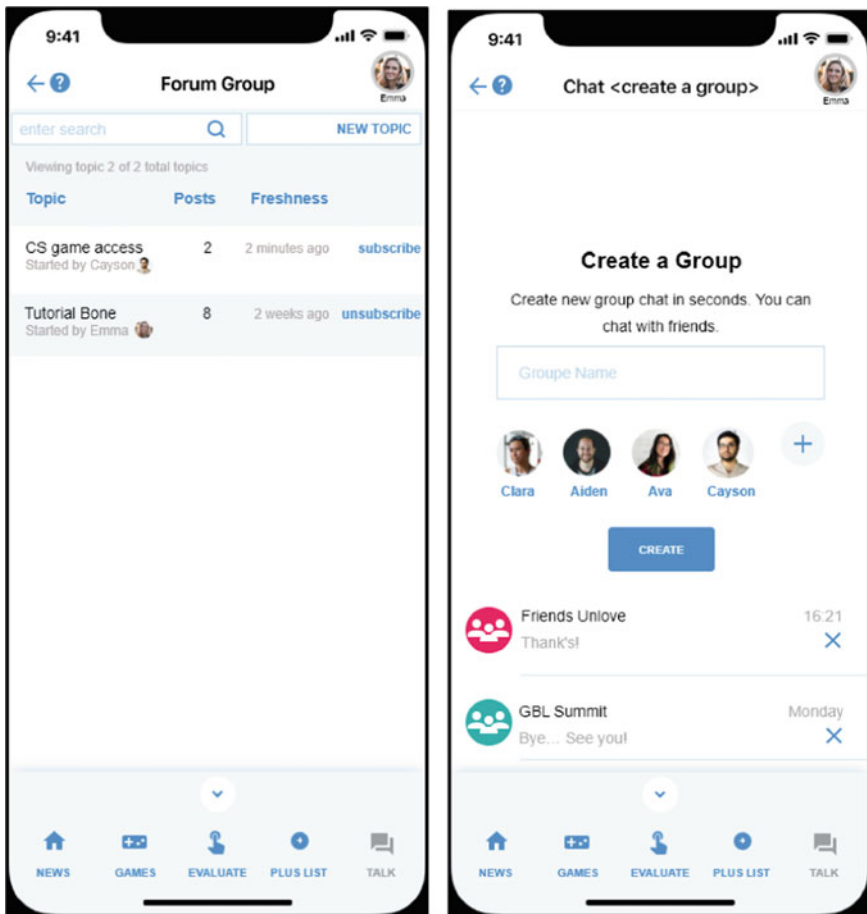 9:41
Forum Group
Emma
enter search
NEW TOPIC
Viewing topic 2 of 2 total topics
Topic Posts Freshness
CS game access 2 2 minutes ago subscribe
Started by Cayson
Tutorial Bone 8 2 weeks ago unsubscribe
Started by Emma
NEWS GAMES EVALUATE PLUS LIST TALK
9:41
Chat <create a group>
Emma
Create a Group
Create new group chat in seconds. You can
chat with friends.
Groupe Name
Clara Aiden Ava Cayson
CREATE
Friends Unlove 16:21
Thank's!
GBL Summit Monday
Bye... See you!
NEWS GAMES EVALUATE PLUS LIST TALK